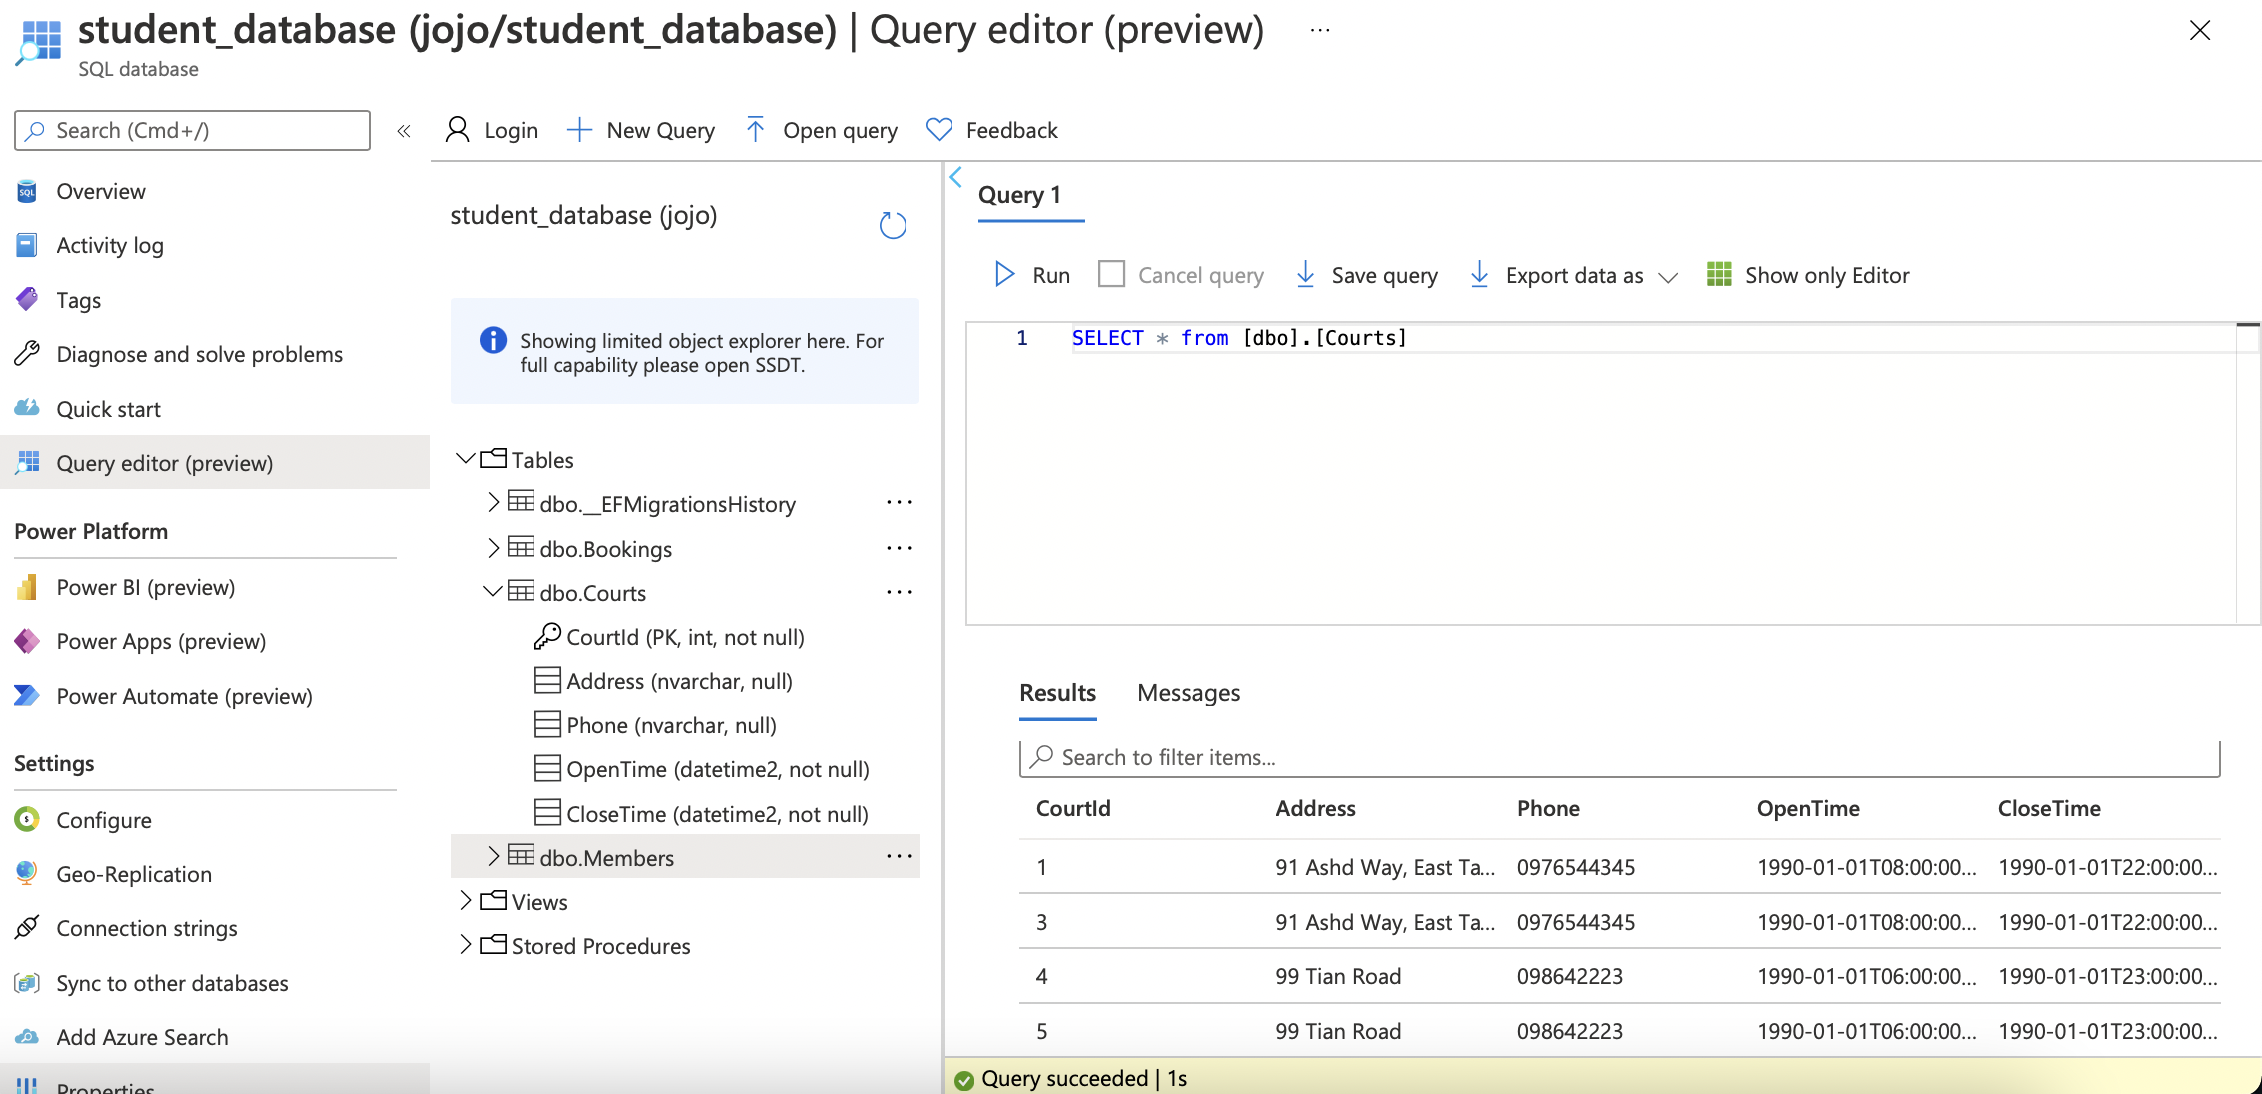 student_database (jojo/student_database) | Query editor (preview) ...
SQL database
Search (Cmd+/)
«
Overview
Activity log
Tags
Diagnose and solve problems
Quick start
Query editor (preview)
Power Platform
Power BI (preview)
Power Apps (preview)
Power Automate (preview)
Settings
Configure
Geo-Replication
Connection strings
Sync to other databases
Add Azure Search
Properties
Login
New Query
Open query
Feedback
student_database (jojo)
Showing limited object explorer here. For
full capability please open SSDT.
Tables
dbo.__EFMigrationsHistory ...
dbo.Bookings ...
dbo.Courts ...
CourtId (PK, int, not null)
Address (nvarchar, null)
Phone (nvarchar, null)
OpenTime (datetime2, not null)
CloseTime (datetime2, not null)
dbo.Members ...
Views
Stored Procedures
Query 1
Run Cancel query Save query Export data as Show only Editor
1 SELECT * from [dbo].[Courts]
Results Messages
Search to filter items...
CourtId Address Phone OpenTime CloseTime
1 91 Ashd Way, East Ta... 0976544345 1990-01-01T08:00:00... 1990-01-01T22:00:00...
3 91 Ashd Way, East Ta... 0976544345 1990-01-01T08:00:00... 1990-01-01T22:00:00...
4 99 Tian Road 098642223 1990-01-01T06:00:00... 1990-01-01T23:00:00...
5 99 Tian Road 098642223 1990-01-01T06:00:00... 1990-01-01T23:00:00...
Query succeeded | 1s